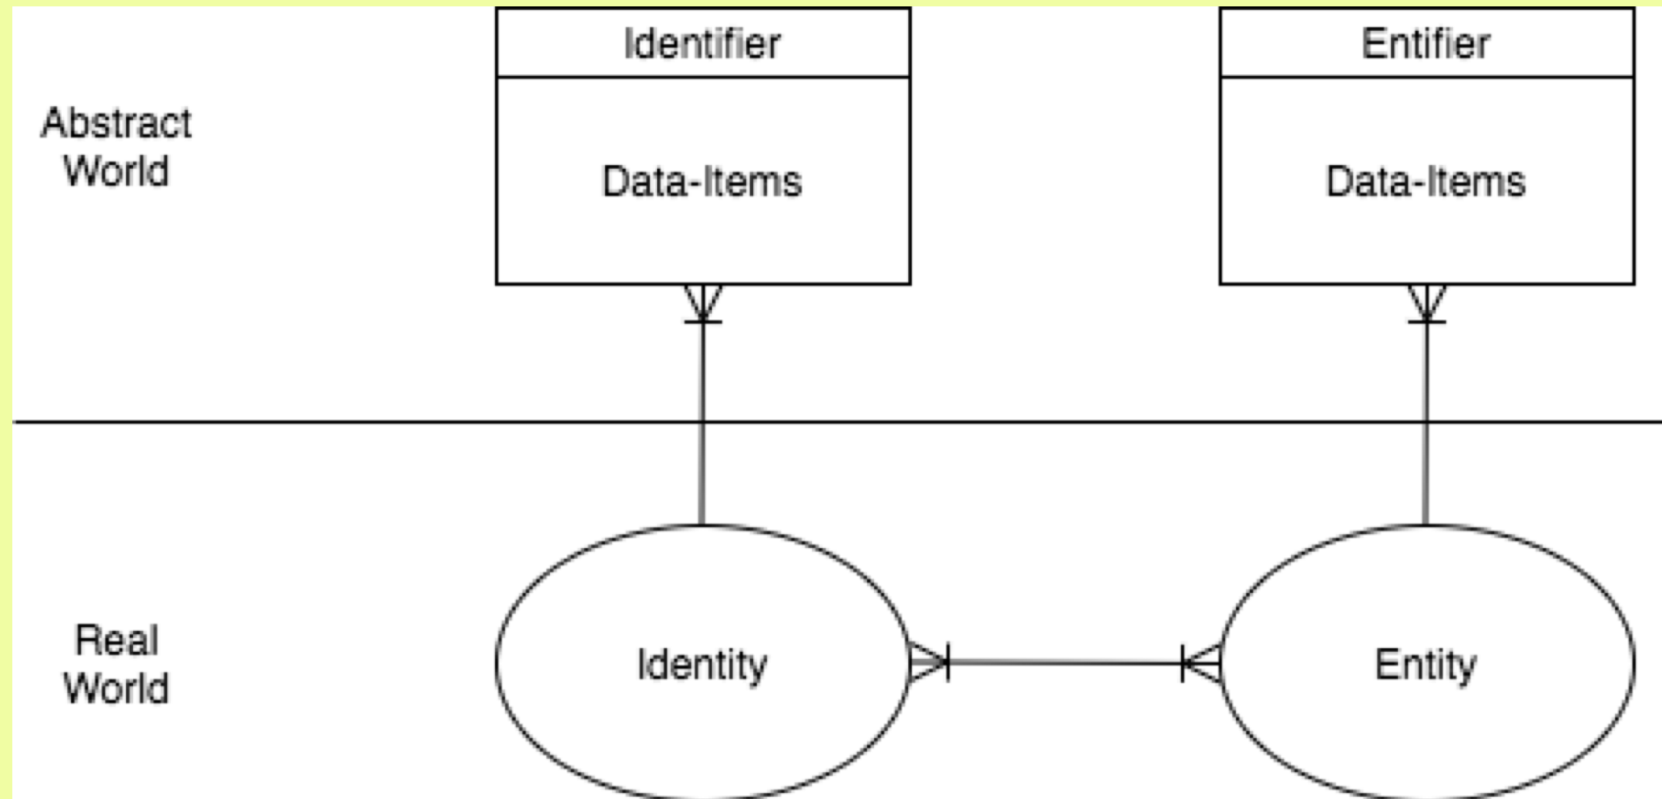 Identifier
Entifier
Abstract
World
Data-Items
Data-Items
Real
World
Identity
Entity